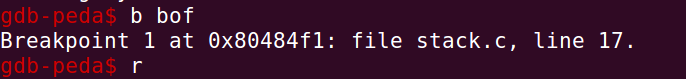 gdb-peda$ b bof
Breakpoint 1 at 0x80484f1: file stack.c, line 17.
gdb-peda$ r